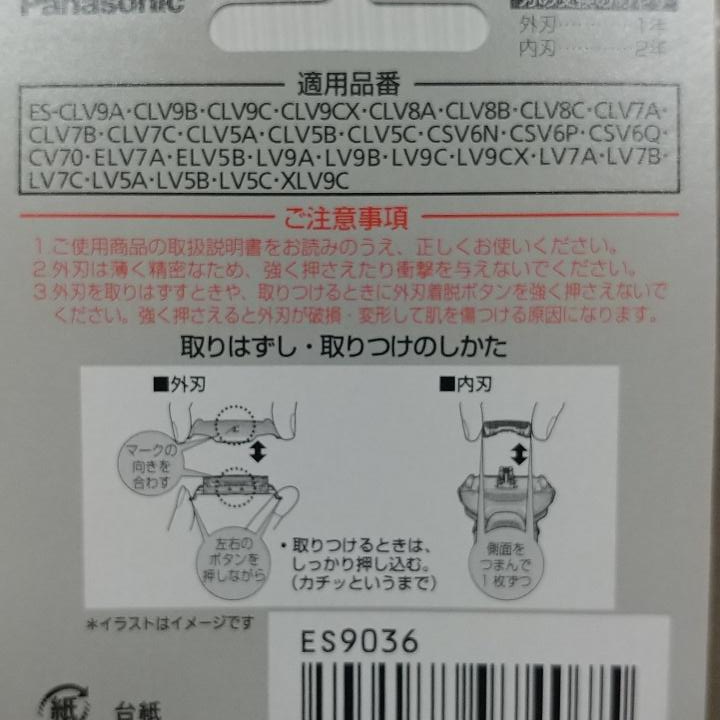 Panasonic
外刃……………1年
内刃……………2年
適用品番
ES-CLV9A・CLV9B・CLV9C・CLV9CX・CLV8A・CLV8B・CLV8C・CLV7A・
CLV7B・CLV7C・CLV5A・CLV5B・CLV5C・CSV6N・CSV6P・CSV6Q・
CV70・ELV7A・ELV5B・LV9A・LV9B・LV9C・LV9CX・LV7A・LV7B・
LV7C・LV5A・LV5B・LV5C・XLV9C
ご注意事項
1.ご使用商品の取扱説明書をお読みのうえ、正しくお使いください。
2.外刃は薄く精密なため、強く押さえたり衝撃を与えないでください。
3.外刃を取りはずすときや、取りつけるときに外刃着脱ボタンを強く押さえないで
ください。強く押さえると外刃が破損・変形して肌を傷つける原因になります。
取りはずし・取りつけのしかた
■外刃
マークの
向きを
合わす
左右の
ボタンを
押しながら
・取りつけるときは、
しっかり押し込む。
(カチッというまで)
■内刃
側面を
つまんで
1枚ずつ
*イラストはイメージです
ES9036
紙
台紙